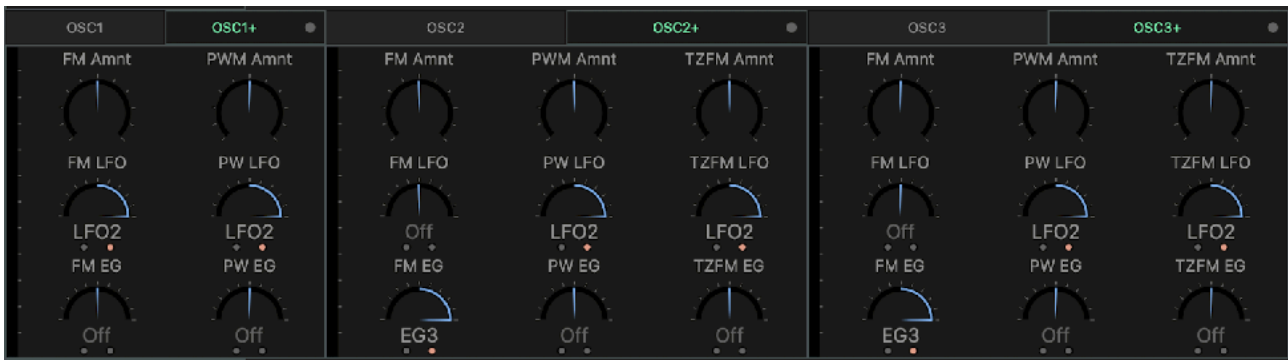 OSC1 OSC1+ OSC2 OSC2+ OSC3 OSC3+
FM Amnt PWM Amnt FM Amnt PWM Amnt TZFM Amnt FM Amnt PWM Amnt TZFM Amnt
FM LFO PW LFO FM LFO PW LFO TZFM LFO FM LFO PW LFO TZFM LFO
LFO2 LFO2 Off LFO2 LFO2 Off LFO2 LFO2
FM EG PW EG FM EG PW EG TZFM EG FM EG PW EG TZFM EG
Off Off EG3 Off Off EG3 Off Off